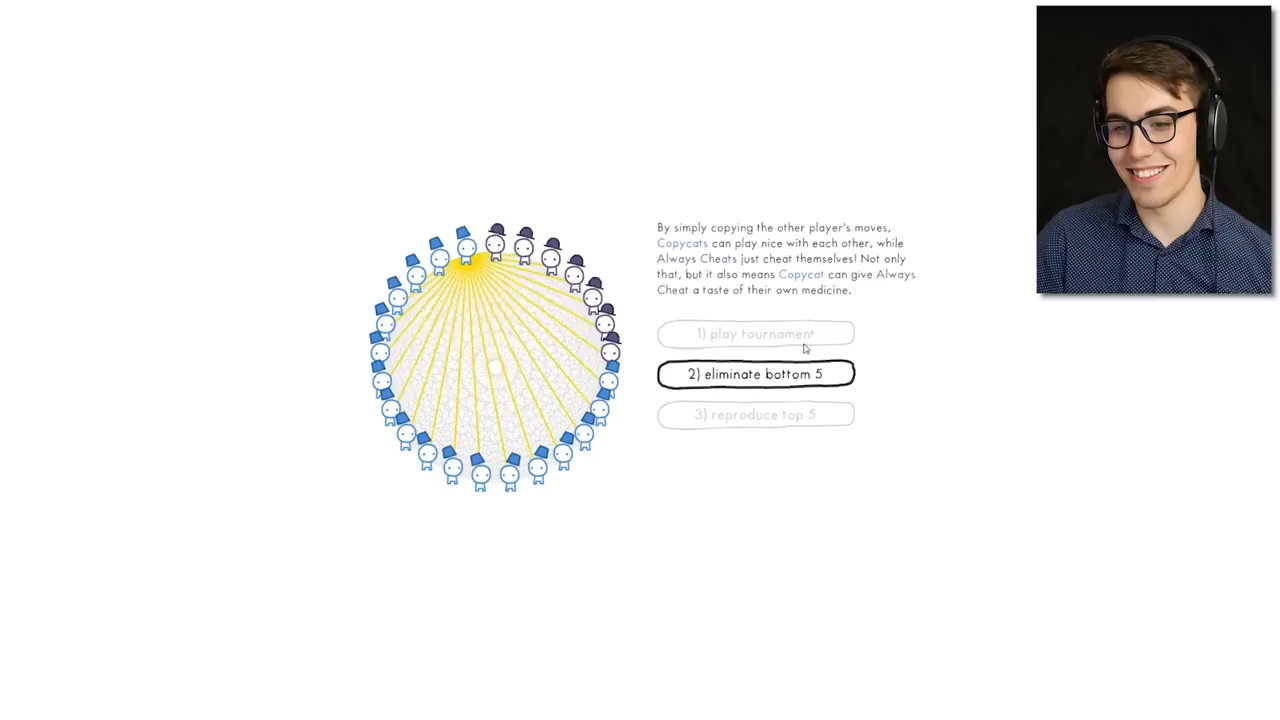 By simply copying the other player's moves,
Copycats can play nice with each other, while
Always Cheats just cheat themselves! Not only
that, but it also means Copycat can give Always
Cheat a taste of their own medicine.
1) play tournament
2) eliminate bottom 5
3) reproduce top 5